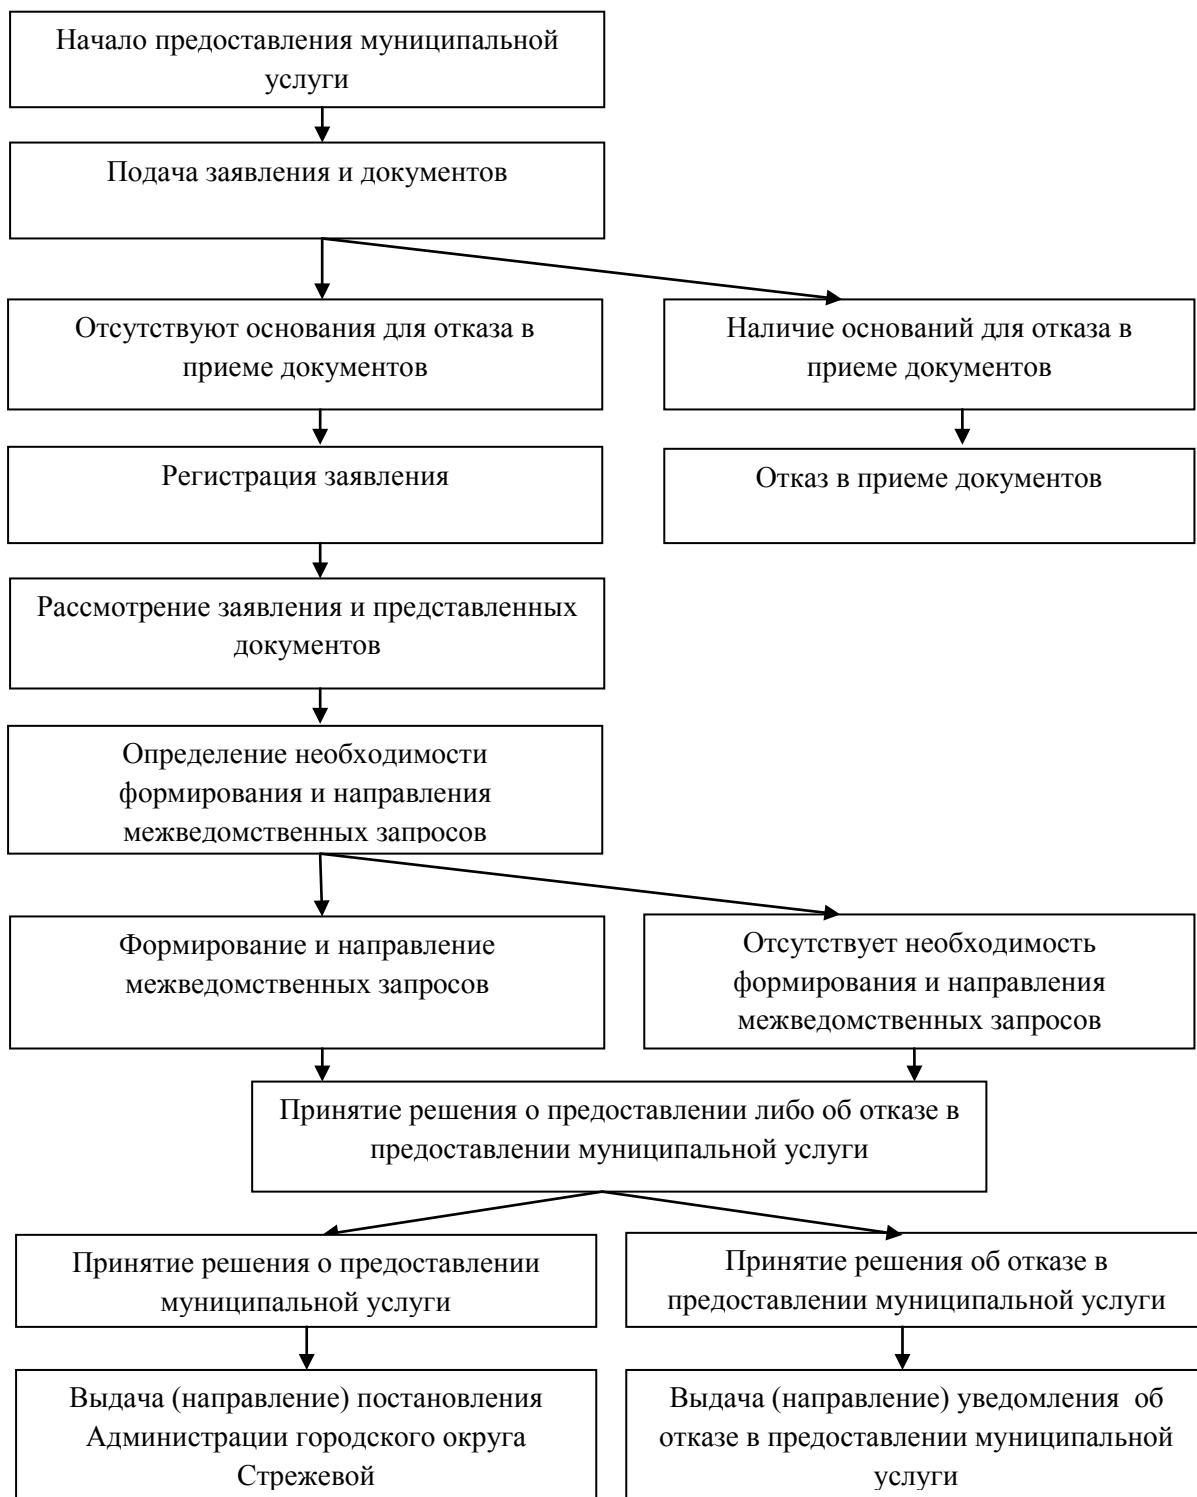 Начало предоставления муниципальной
услуги
Подача заявления и документов
Отсутствуют основания для отказа в
приеме документов
Наличие оснований для отказа в
приеме документов
Регистрация заявления
Отказ в приеме документов
Рассмотрение заявления и представленных
документов
Определение необходимости
формирования и направления
межведомственных запросов
Формирование и направление
межведомственных запросов
Отсутствует необходимость
формирования и направления
межведомственных запросов
Принятие решения о предоставлении либо об отказе в
предоставлении муниципальной услуги
Принятие решения о предоставлении
муниципальной услуги
Принятие решения об отказе в
предоставлении муниципальной услуги
Выдача (направление) постановления
Администрации городского округа
Стрежевой
Выдача (направление) уведомления  об
отказе в предоставлении муниципальной
услуги